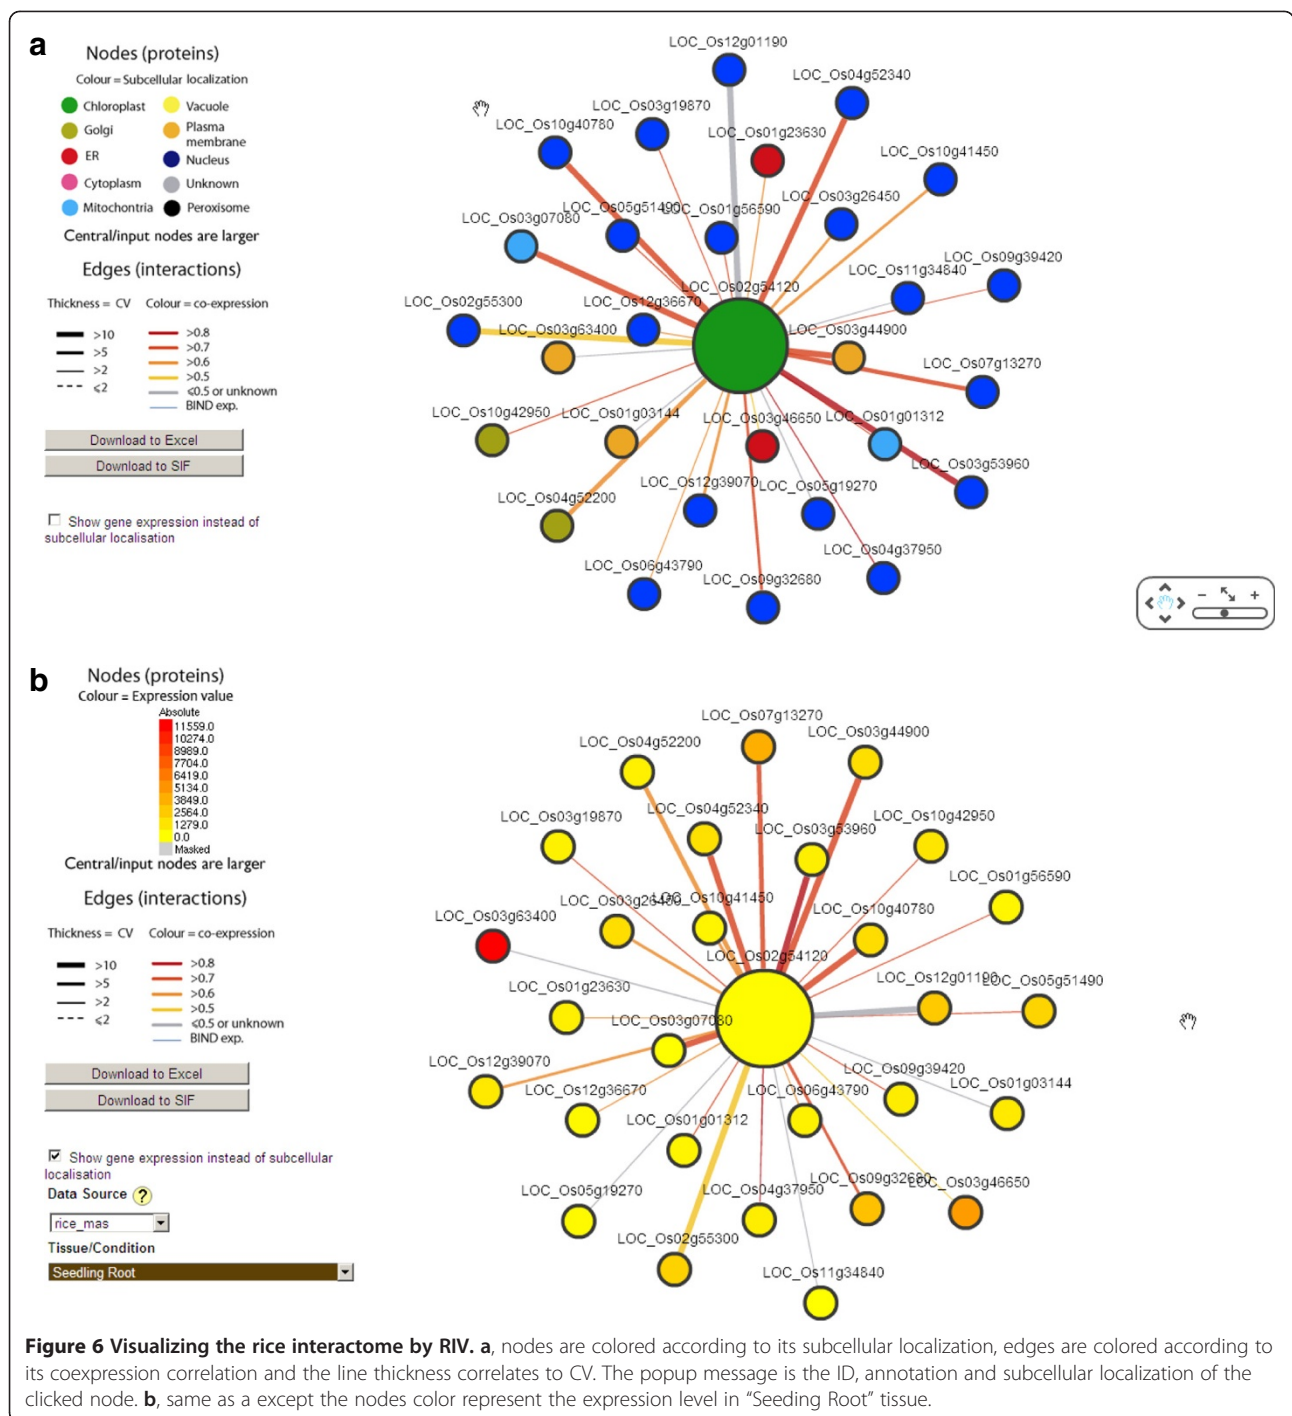 a
Nodes (proteins)
Colour = Subcellular localization
Chloroplast Vacuole
Golgi Plasma membrane
ER Nucleus
Cytoplasm Unknown
Mitochontria Peroxisome
Central/input nodes are larger
Edges (interactions)
Thickness = CV Colour = co-expression
>10 >0.8
>5 >0.7
>2 >0.6
⩽2 >0.5
⩽0.5 or unknown
BIND exp.
Download to Excel
Download to SIF
Show gene expression instead of
subcellular localisation
LOC_Os12g01190
LOC_Os04g52340
LOC_Os03g19870
LOC_Os10g40780
LOC_Os01g23630
LOC_Os10g41450
LOC_Os03g26450
LOC_Os05g51490
LOC_Os01g56590
LOC_Os03g07080
LOC_Os09g39420
LOC_Os11g34840
LOC_Os02g54120
LOC_Os02g55300
LOC_Os12g36670
LOC_Os03g63400
LOC_Os03g44900
LOC_Os07g13270
LOC_Os10g42950
LOC_Os01g03144
LOC_Os03g46650
LOC_Os01g01312
LOC_Os03g53960
LOC_Os04g52200
LOC_Os12g39070
LOC_Os05g19270
LOC_Os04g37950
LOC_Os06g43790
LOC_Os09g32680
b
Nodes (proteins)
Colour = Expression value
Absolute
11559.0
10274.0
8989.0
7704.0
6419.0
5134.0
3849.0
2564.0
1279.0
0.0
Masked
Central/input nodes are larger
Edges (interactions)
Thickness = CV Colour = co-expression
>10 >0.8
>5 >0.7
>2 >0.6
⩽2 >0.5
⩽0.5 or unknown
BIND exp.
Download to Excel
Download to SIF
Show gene expression instead of subcellular
localisation
Data Source ?
rice_mas
Tissue/Condition
Seedling Root
LOC_Os07g13270
LOC_Os03g44900
LOC_Os04g52200
LOC_Os04g52340
LOC_Os03g19870
LOC_Os03g53960
LOC_Os10g42950
LOC_Os01g56590
LOC_Os03g26450
LOC_Os10g41450
LOC_Os03g63400
LOC_Os10g40780
LOC_Os02g54120
LOC_Os12g01190
LOC_Os05g51490
LOC_Os01g23630
LOC_Os03g07080
LOC_Os12g39070
LOC_Os09g39420
LOC_Os01g03144
LOC_Os12g36670
LOC_Os06g43790
LOC_Os01g01312
LOC_Os05g19270
LOC_Os04g37950
LOC_Os09g32680
LOC_Os03g46650
LOC_Os02g55300
LOC_Os11g34840
Figure 6 Visualizing the rice interactome by RIV. a, nodes are colored according to its subcellular localization, edges are colored according to
its coexpression correlation and the line thickness correlates to CV. The popup message is the ID, annotation and subcellular localization of the
clicked node. b, same as a except the nodes color represent the expression level in “Seeding Root” tissue.